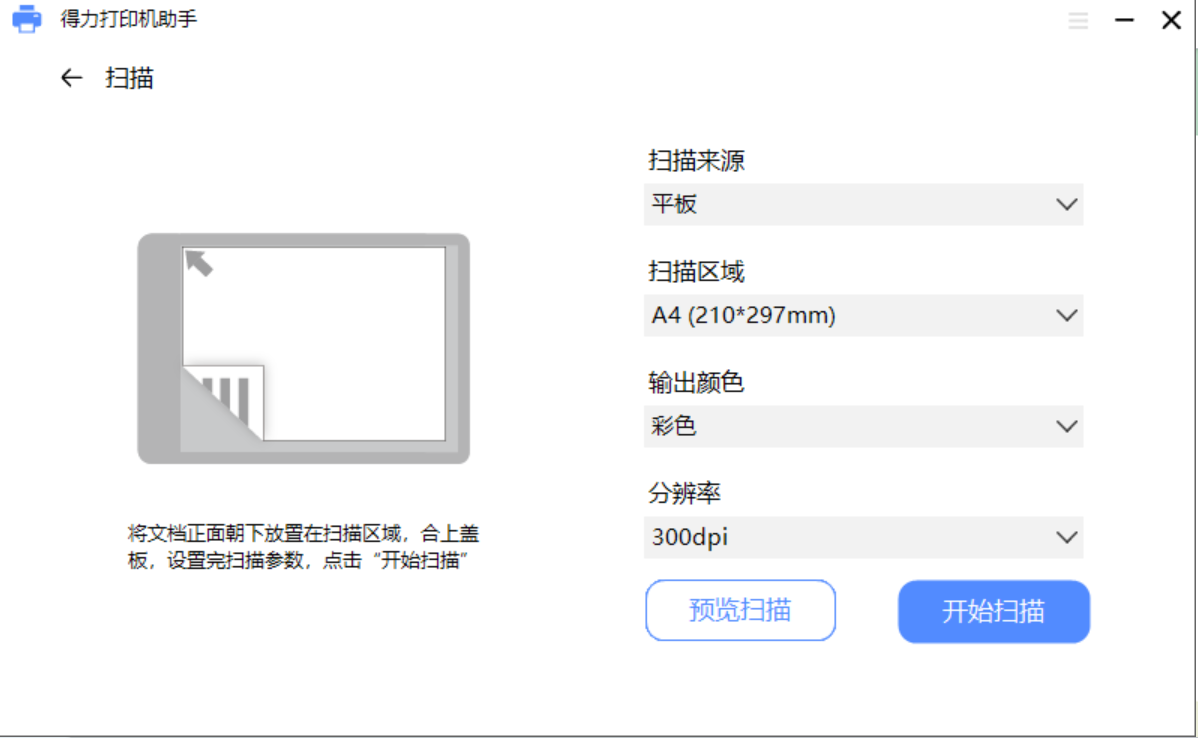 得力打印机助手
扫描
扫描来源
平板
扫描区域
A4 (210*297mm)
输出颜色
彩色
分辨率
300dpi
将文档正面朝下放置在扫描区域，合上盖
板，设置完扫描参数，点击“开始扫描”
预览扫描
开始扫描